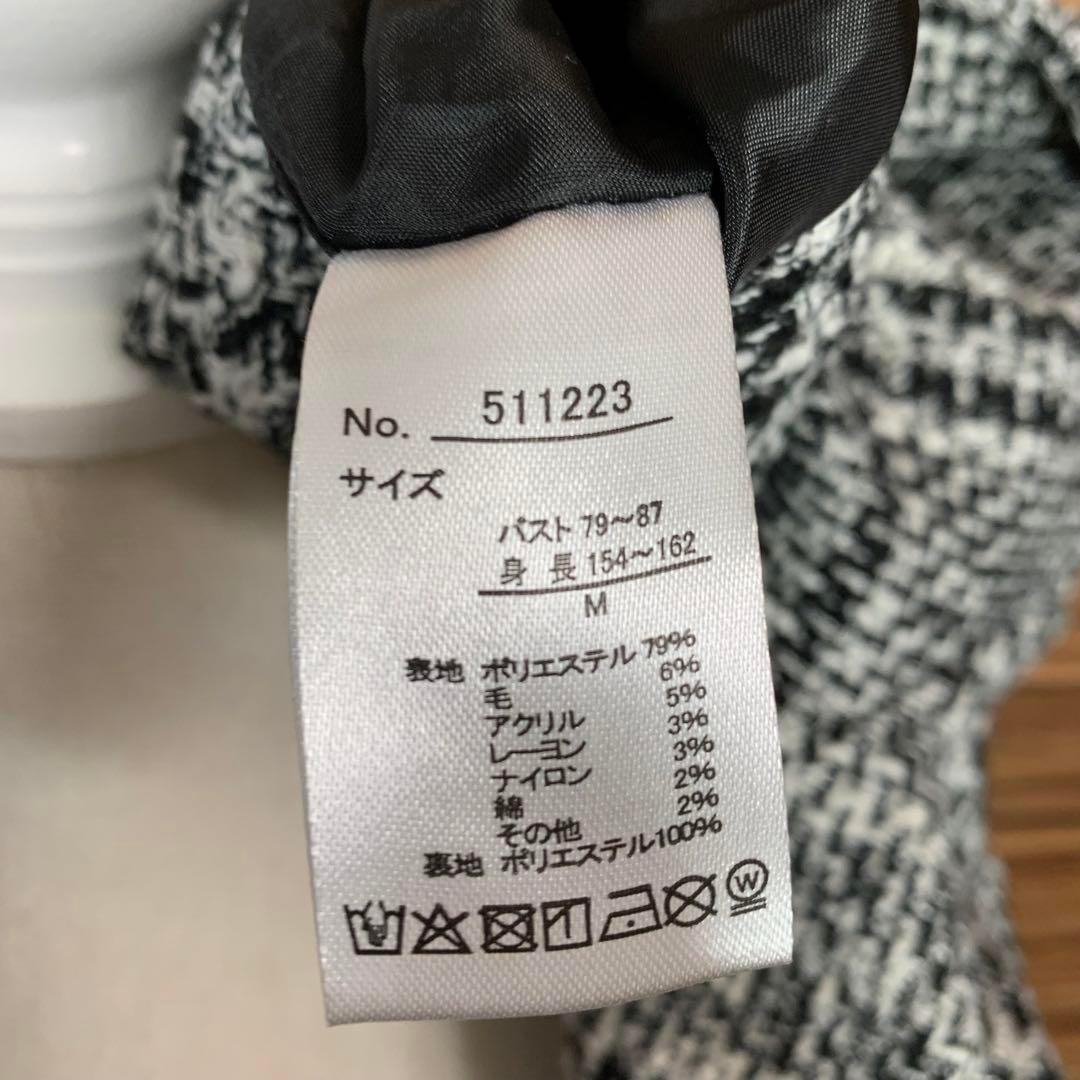 No. 511223
サイズ
バスト 79～87
身 長 154～162
M
表地 ポリエステル 79%
毛 6%
アクリル 5%
レーヨン 3%
ナイロン 3%
綿 2%
その他 2%
裏地 ポリエステル100%
W